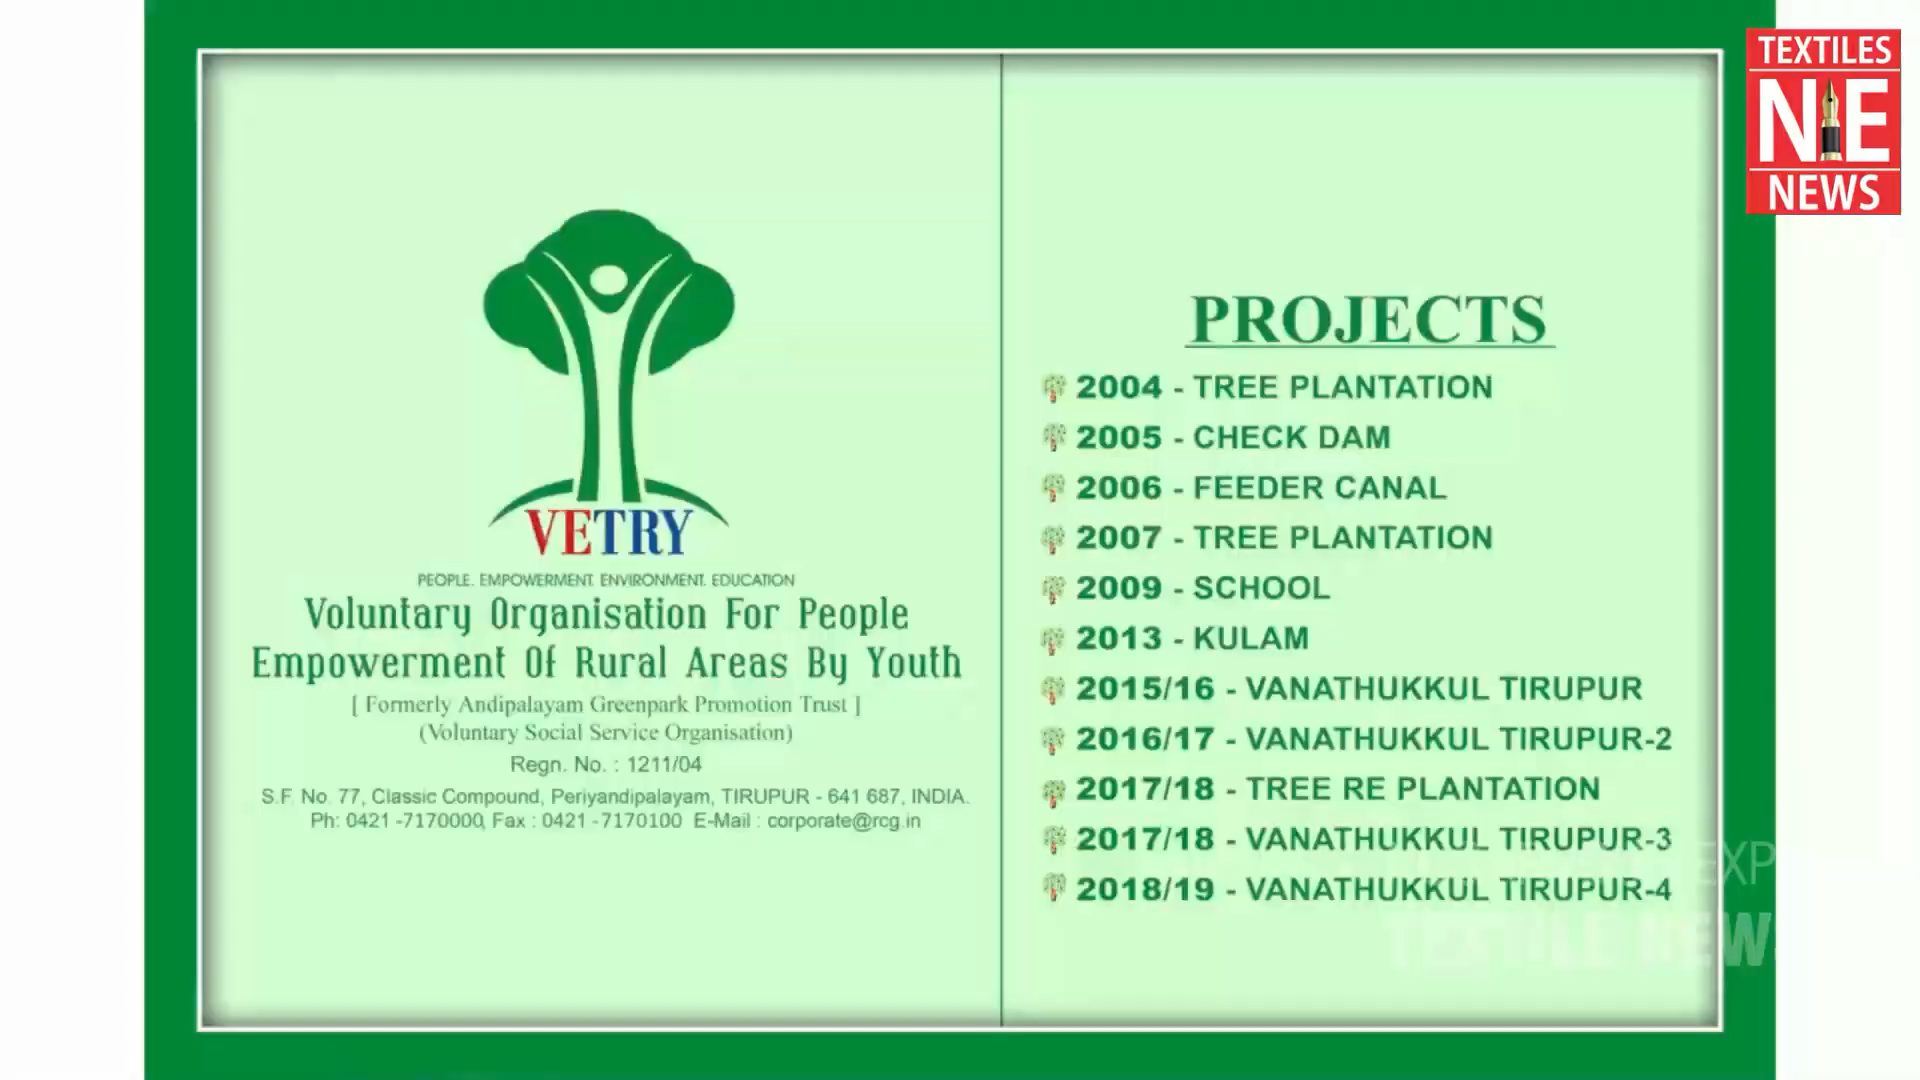 TEXTILES
NIE
NEWS
VETRY
PEOPLE. EMPOWERMENT. ENVIRONMENT. EDUCATION
Voluntary Organisation For People
Empowerment Of Rural Areas By Youth
[ Formerly Andipalayam Greenpark Promotion Trust ]
(Voluntary Social Service Organisation)
Regn. No. : 1211/04
S.F. No. 77, Classic Compound, Periyandipalayam, TIRUPUR - 641 687, INDIA.
Ph: 0421 -7170000, Fax : 0421 -7170100 E-Mail : corporate@rcg.in
PROJECTS
2004 - TREE PLANTATION
2005 - CHECK DAM
2006 - FEEDER CANAL
2007 - TREE PLANTATION
2009 - SCHOOL
2013 - KULAM
2015/16 - VANATHUKKUL TIRUPUR
2016/17 - VANATHUKKUL TIRUPUR-2
2017/18 - TREE RE PLANTATION
2017/18 - VANATHUKKUL TIRUPUR-3
2018/19 - VANATHUKKUL TIRUPUR-4